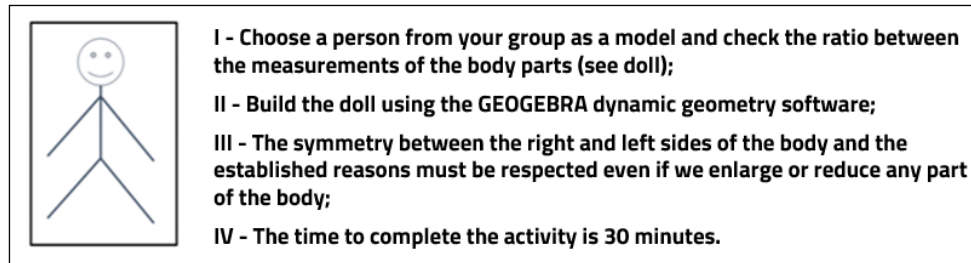 I - Choose a person from your group as a model and check the ratio between
the measurements of the body parts (see doll);
II - Build the doll using the GEOGEBRA dynamic geometry software;
III - The symmetry between the right and left sides of the body and the
established reasons must be respected even if we enlarge or reduce any part
of the body;
IV - The time to complete the activity is 30 minutes.